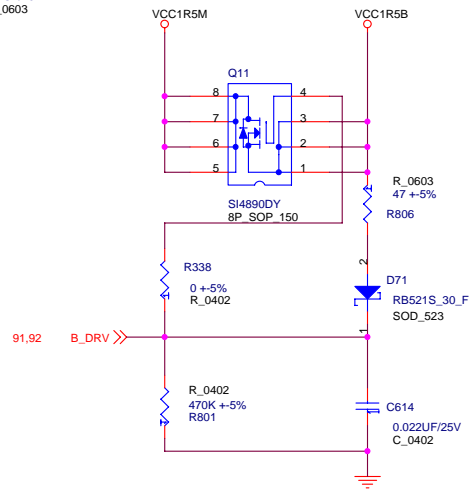 _0603
VCC1R5M
VCC1R5B
Q11
8
4
7
3
6
2
5
1
SI4890DY
8P_SOP_150
R_0603
47 +-5%
R806
R338
0 +-5%
R_0402
2
D71
RB521S_30_F
SOD_523
1
91,92
B_DRV
R_0402
470K +-5%
R801
C614
0.022UF/25V
C_0402